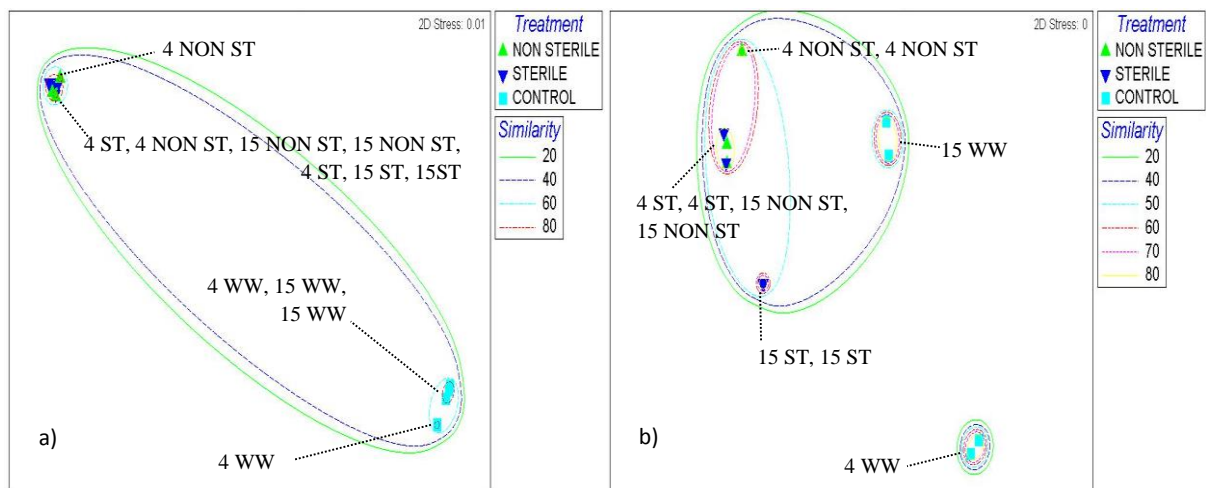 2D Stress: 0.01
Treatment
NON STERILE
STERILE
CONTROL
Similarity
20
40
60
80
4 NON ST
4 ST, 4 NON ST, 15 NON ST, 15 NON ST,
4 ST, 15 ST, 15ST
4 WW, 15 WW,
15 WW
4 WW
a)
2D Stress: 0
Treatment
NON STERILE
STERILE
CONTROL
Similarity
20
40
50
60
70
80
4 NON ST, 4 NON ST
15 WW
4 ST, 4 ST, 15 NON ST,
15 NON ST
15 ST, 15 ST
4 WW
b)